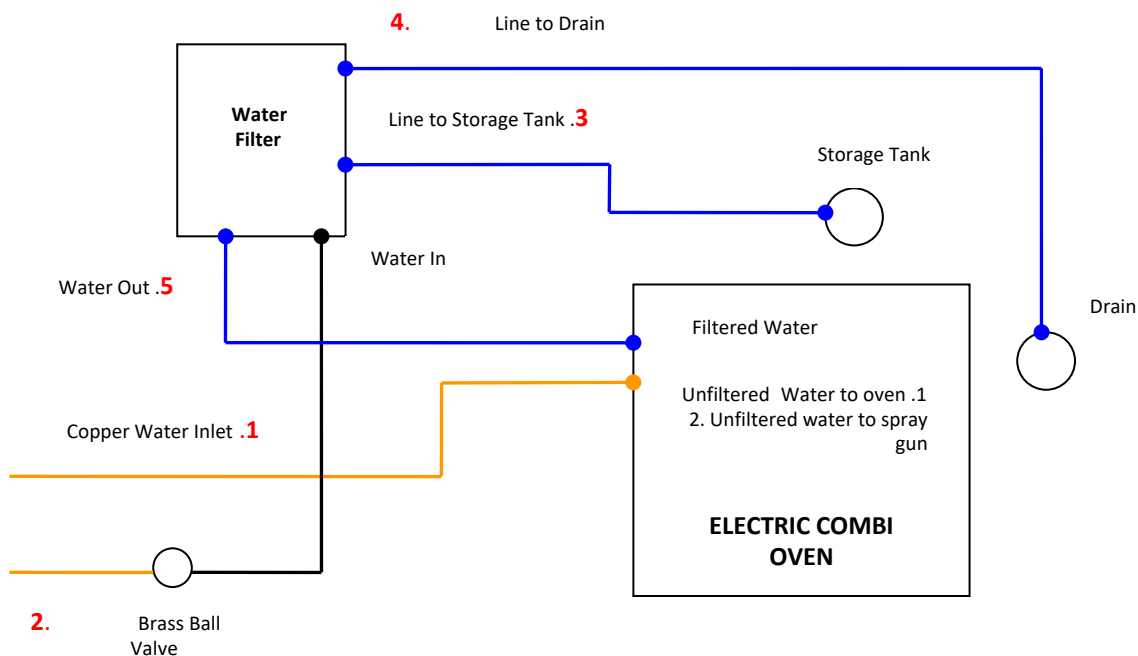 4. Line to Drain
Water
Filter
Line to Storage Tank .3
Storage Tank
Water In
Water Out .5
Drain
Filtered Water
Unfiltered Water to oven .1
2. Unfiltered water to spray
gun
Copper Water Inlet .1
ELECTRIC COMBI
OVEN
2. Brass Ball
Valve